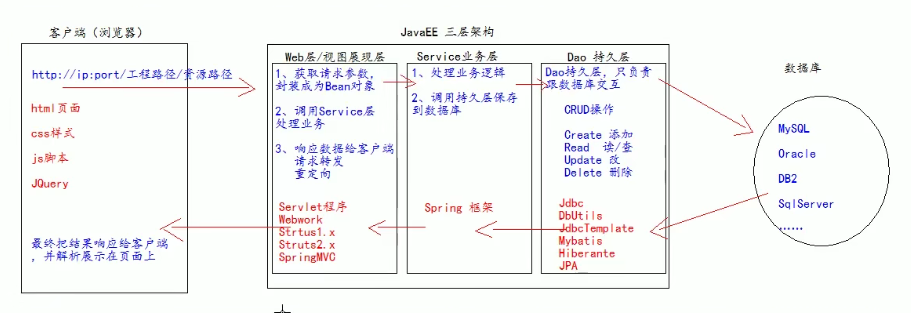 客户端（浏览器）
http://ip:port/工程路径/资源路径
html页面
css样式
js脚本
JQuery
最终把结果响应给客户端
，并解析展示在页面上
JavaEE 三层架构
Web层/视图展现层
1、获取请求参数，
封装成为Bean对象
2、调用Service层
处理业务
3、响应数据给客户端
请求转发
重定向
Servlet程序
Webwork
Strtus1.x
Struts2.x
SpringMVC
Service业务层
1、处理业务逻辑
2、调用持久层保存
到数据库
Spring 框架
Dao 持久层
Dao持久层，只负责
跟数据库交互
CRUD操作
Create 添加
Read 读/查
Update 改
Delete 删除
Jdbc
DbUtils
JdbcTemplate
Mybatis
Hiberante
JPA
数据库
MySQL
Oracle
DB2
SqlServer
......